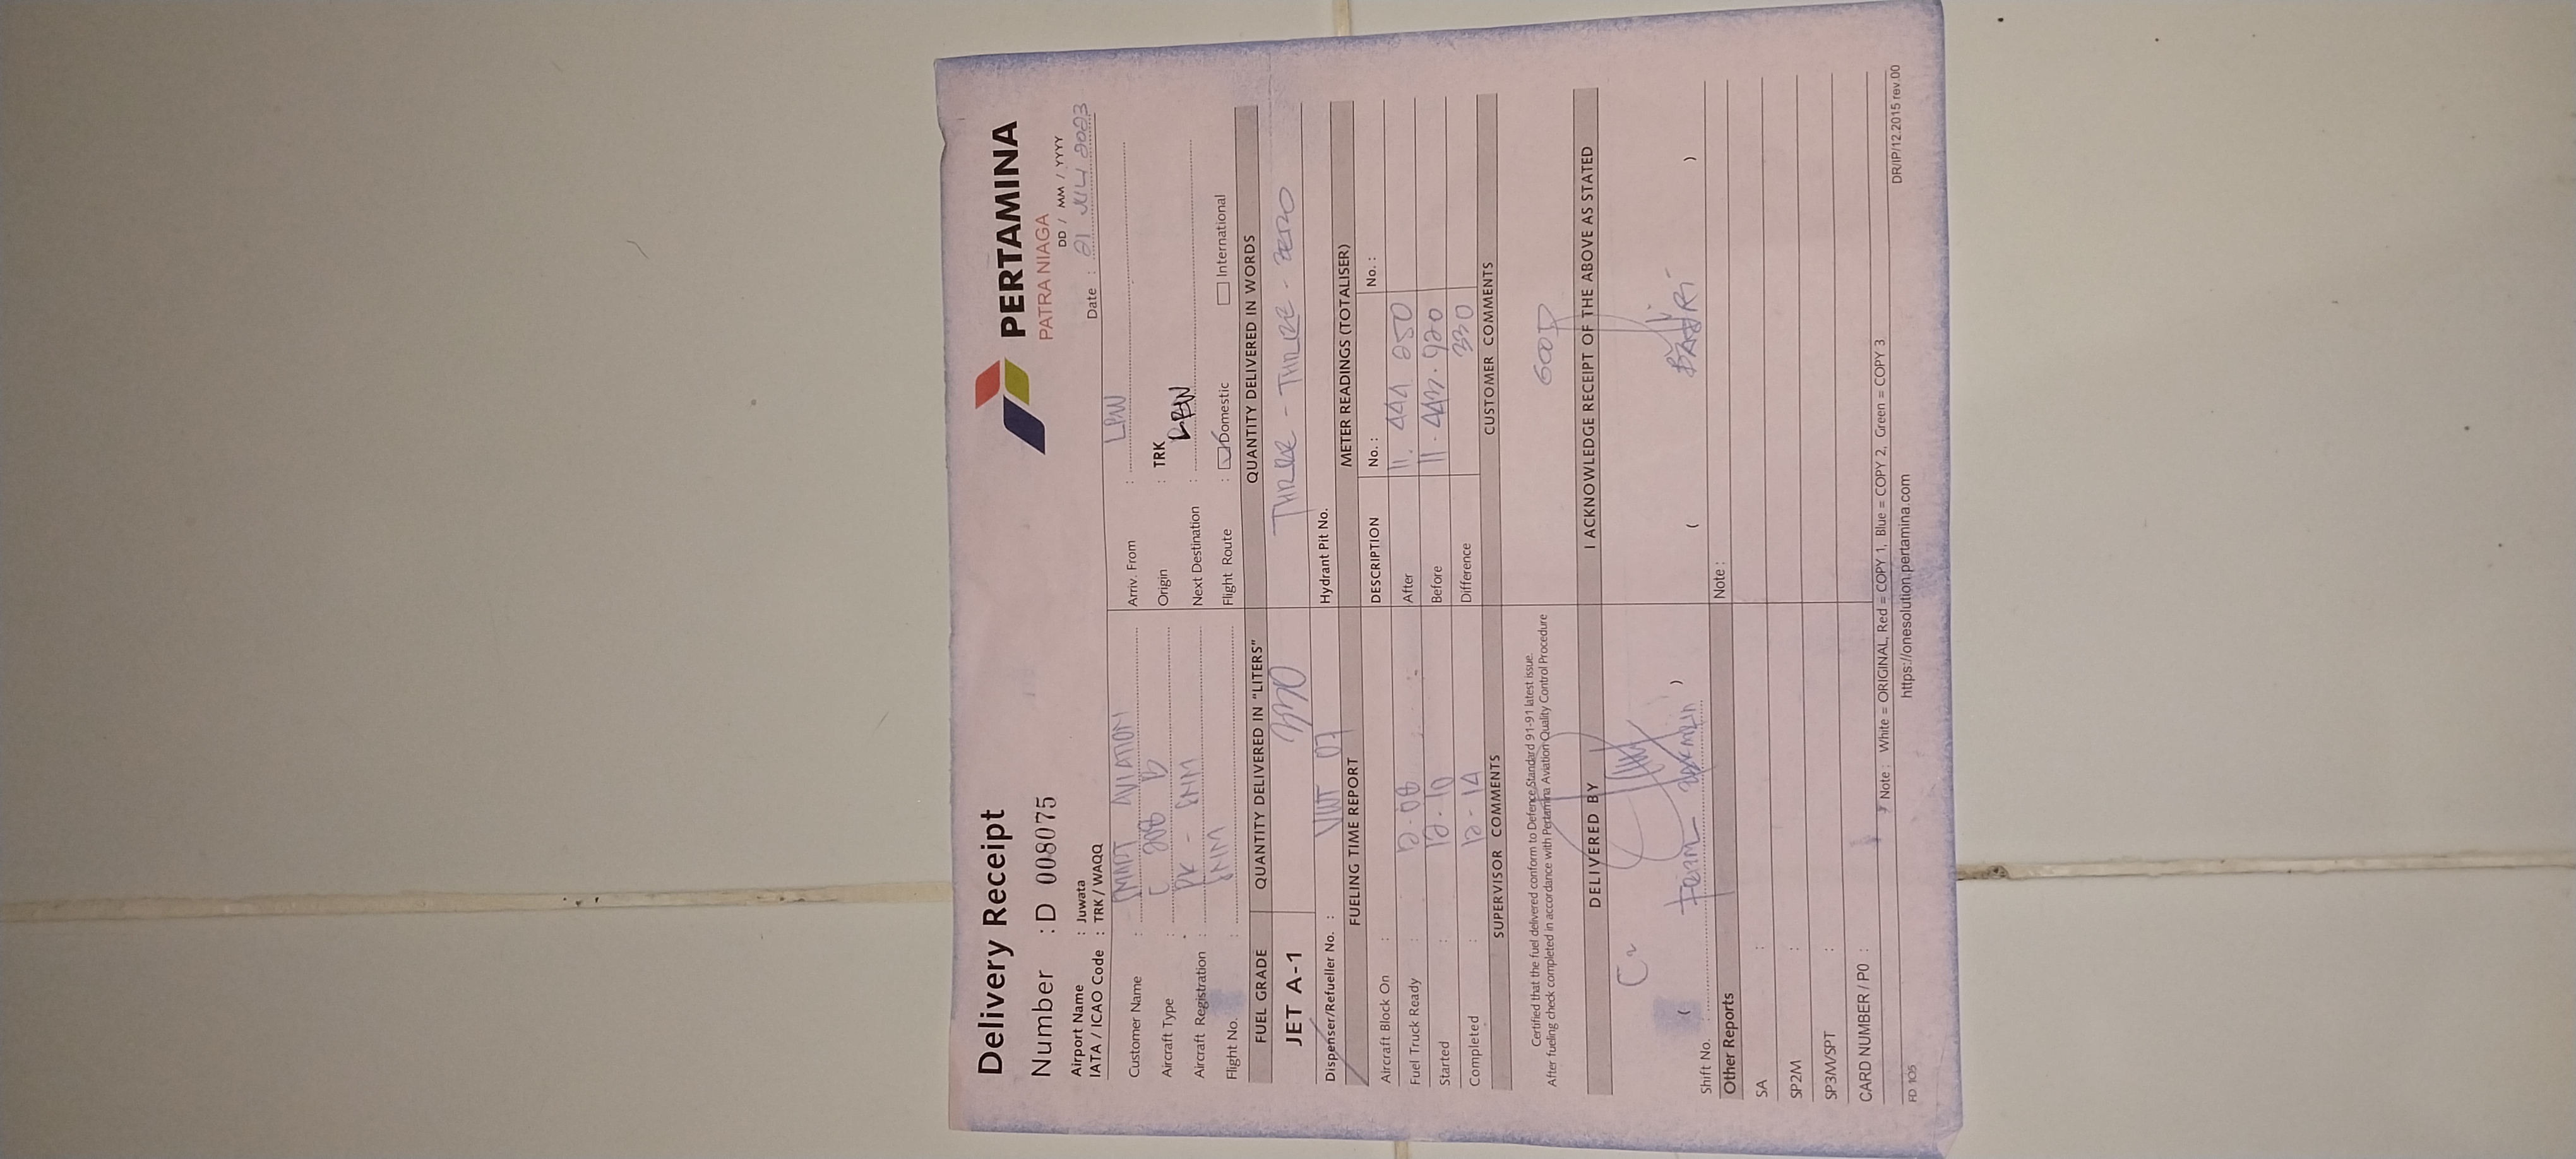 Delivery Receipt
PERTAMINA
PATRA NIAGA
Number : D 008075
DD / MM / YYYY
Airport Name : Juwata
Date : 21 JULY 2023
IATA / ICAO Code : TRK / WAQQ
Customer Name : AVIATION
Arriv. From : LBW
Aircraft Type : C 208 B
Origin : TRK
Aircraft Registration : PK - SNM
Next Destination : LBW
Flight No. : SNM
Flight Route : Domestic International
FUEL GRADE QUANTITY DELIVERED IN "LITERS" QUANTITY DELIVERED IN WORDS
JET A-1 330 THREE - THREE - ZERO
Dispenser/Refueller No. : 07 Hydrant Pit No.
FUELING TIME REPORT METER READINGS (TOTALISER)
Aircraft Block On : DESCRIPTION No. : No. :
Fuel Truck Ready : 12-08 After 11. 444 250
Started : 12-10 Before 11. 443. 920
Completed : 12-14 Difference 330
SUPERVISOR COMMENTS CUSTOMER COMMENTS
Certified that the fuel delivered conform to Defence Standard 91-91 latest issue.
After fueling check completed in accordance with Pertamina Aviation Quality Control Procedure
GOOD
DELIVERED BY I ACKNOWLEDGE RECEIPT OF THE ABOVE AS STATED
( ) ( )
Shift No.
Other Reports Note :
SA :
SP2M :
SP3M/SPT :
CARD NUMBER / PO :
Note : White = ORIGINAL, Red = COPY 1, Blue = COPY 2, Green = COPY 3
FD 105 https://onesolution.pertamina.com DR/IP/12.2015 rev.00